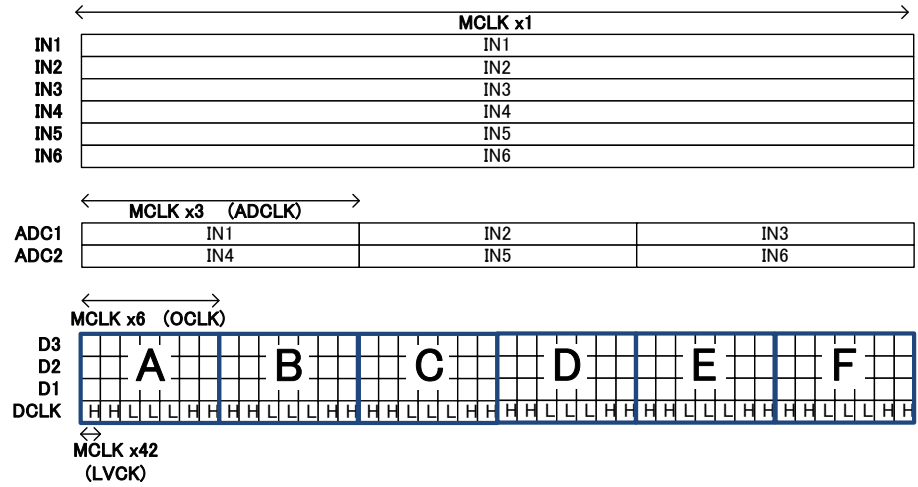 MCLK x1
IN1 IN1
IN2 IN2
IN3 IN3
IN4 IN4
IN5 IN5
IN6 IN6
MCLK x3 (ADCLK)
ADC1 IN1 IN2 IN3
ADC2 IN4 IN5 IN6
MCLK x6 (OCLK)
D3
D2 A B C D E F
D1
DCLK H H L L L H H H H L L L H H H H L L L H H H H L L L H H H H L L L H H H H L L L H H
MCLK x42
(LVCK)